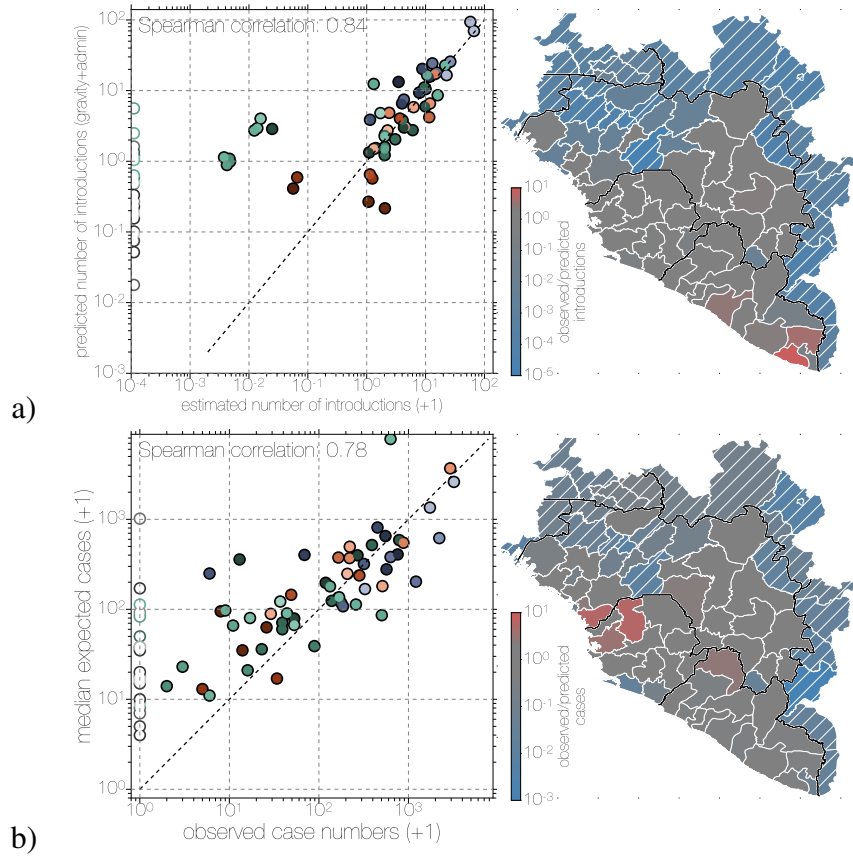 Spearman correlation: 0.84
predicted number of introductions (gravity+admin)
10²
10¹
10⁰
10⁻¹
10⁻²
10⁻³
10⁻⁴
10⁻³
10⁻²
10⁻¹
10⁰
10¹
10²
estimated number of introductions (+1)
10¹
10⁰
10⁻¹
10⁻²
10⁻³
10⁻⁴
10⁻⁵
observed/predicted
introductions
a)
Spearman correlation: 0.78
median expected cases (+1)
10³
10²
10¹
10⁰
10⁰
10¹
10²
10³
observed case numbers (+1)
10¹
10⁰
10⁻¹
10⁻²
10⁻³
observed/predicted
cases
b)